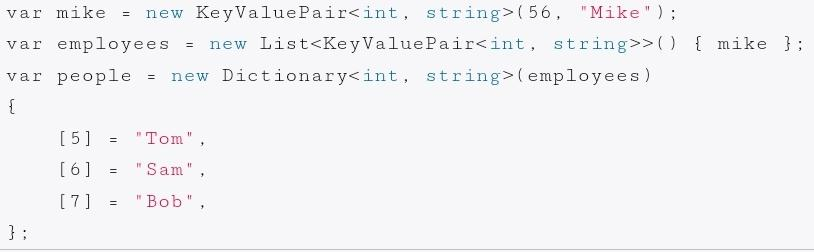 var mike = new KeyValuePair<int, string>(56, "Mike");
var employees = new List<KeyValuePair<int, string>>() { mike };
var people = new Dictionary<int, string>(employees)
{
    [5] = "Tom",
    [6] = "Sam",
    [7] = "Bob",
};